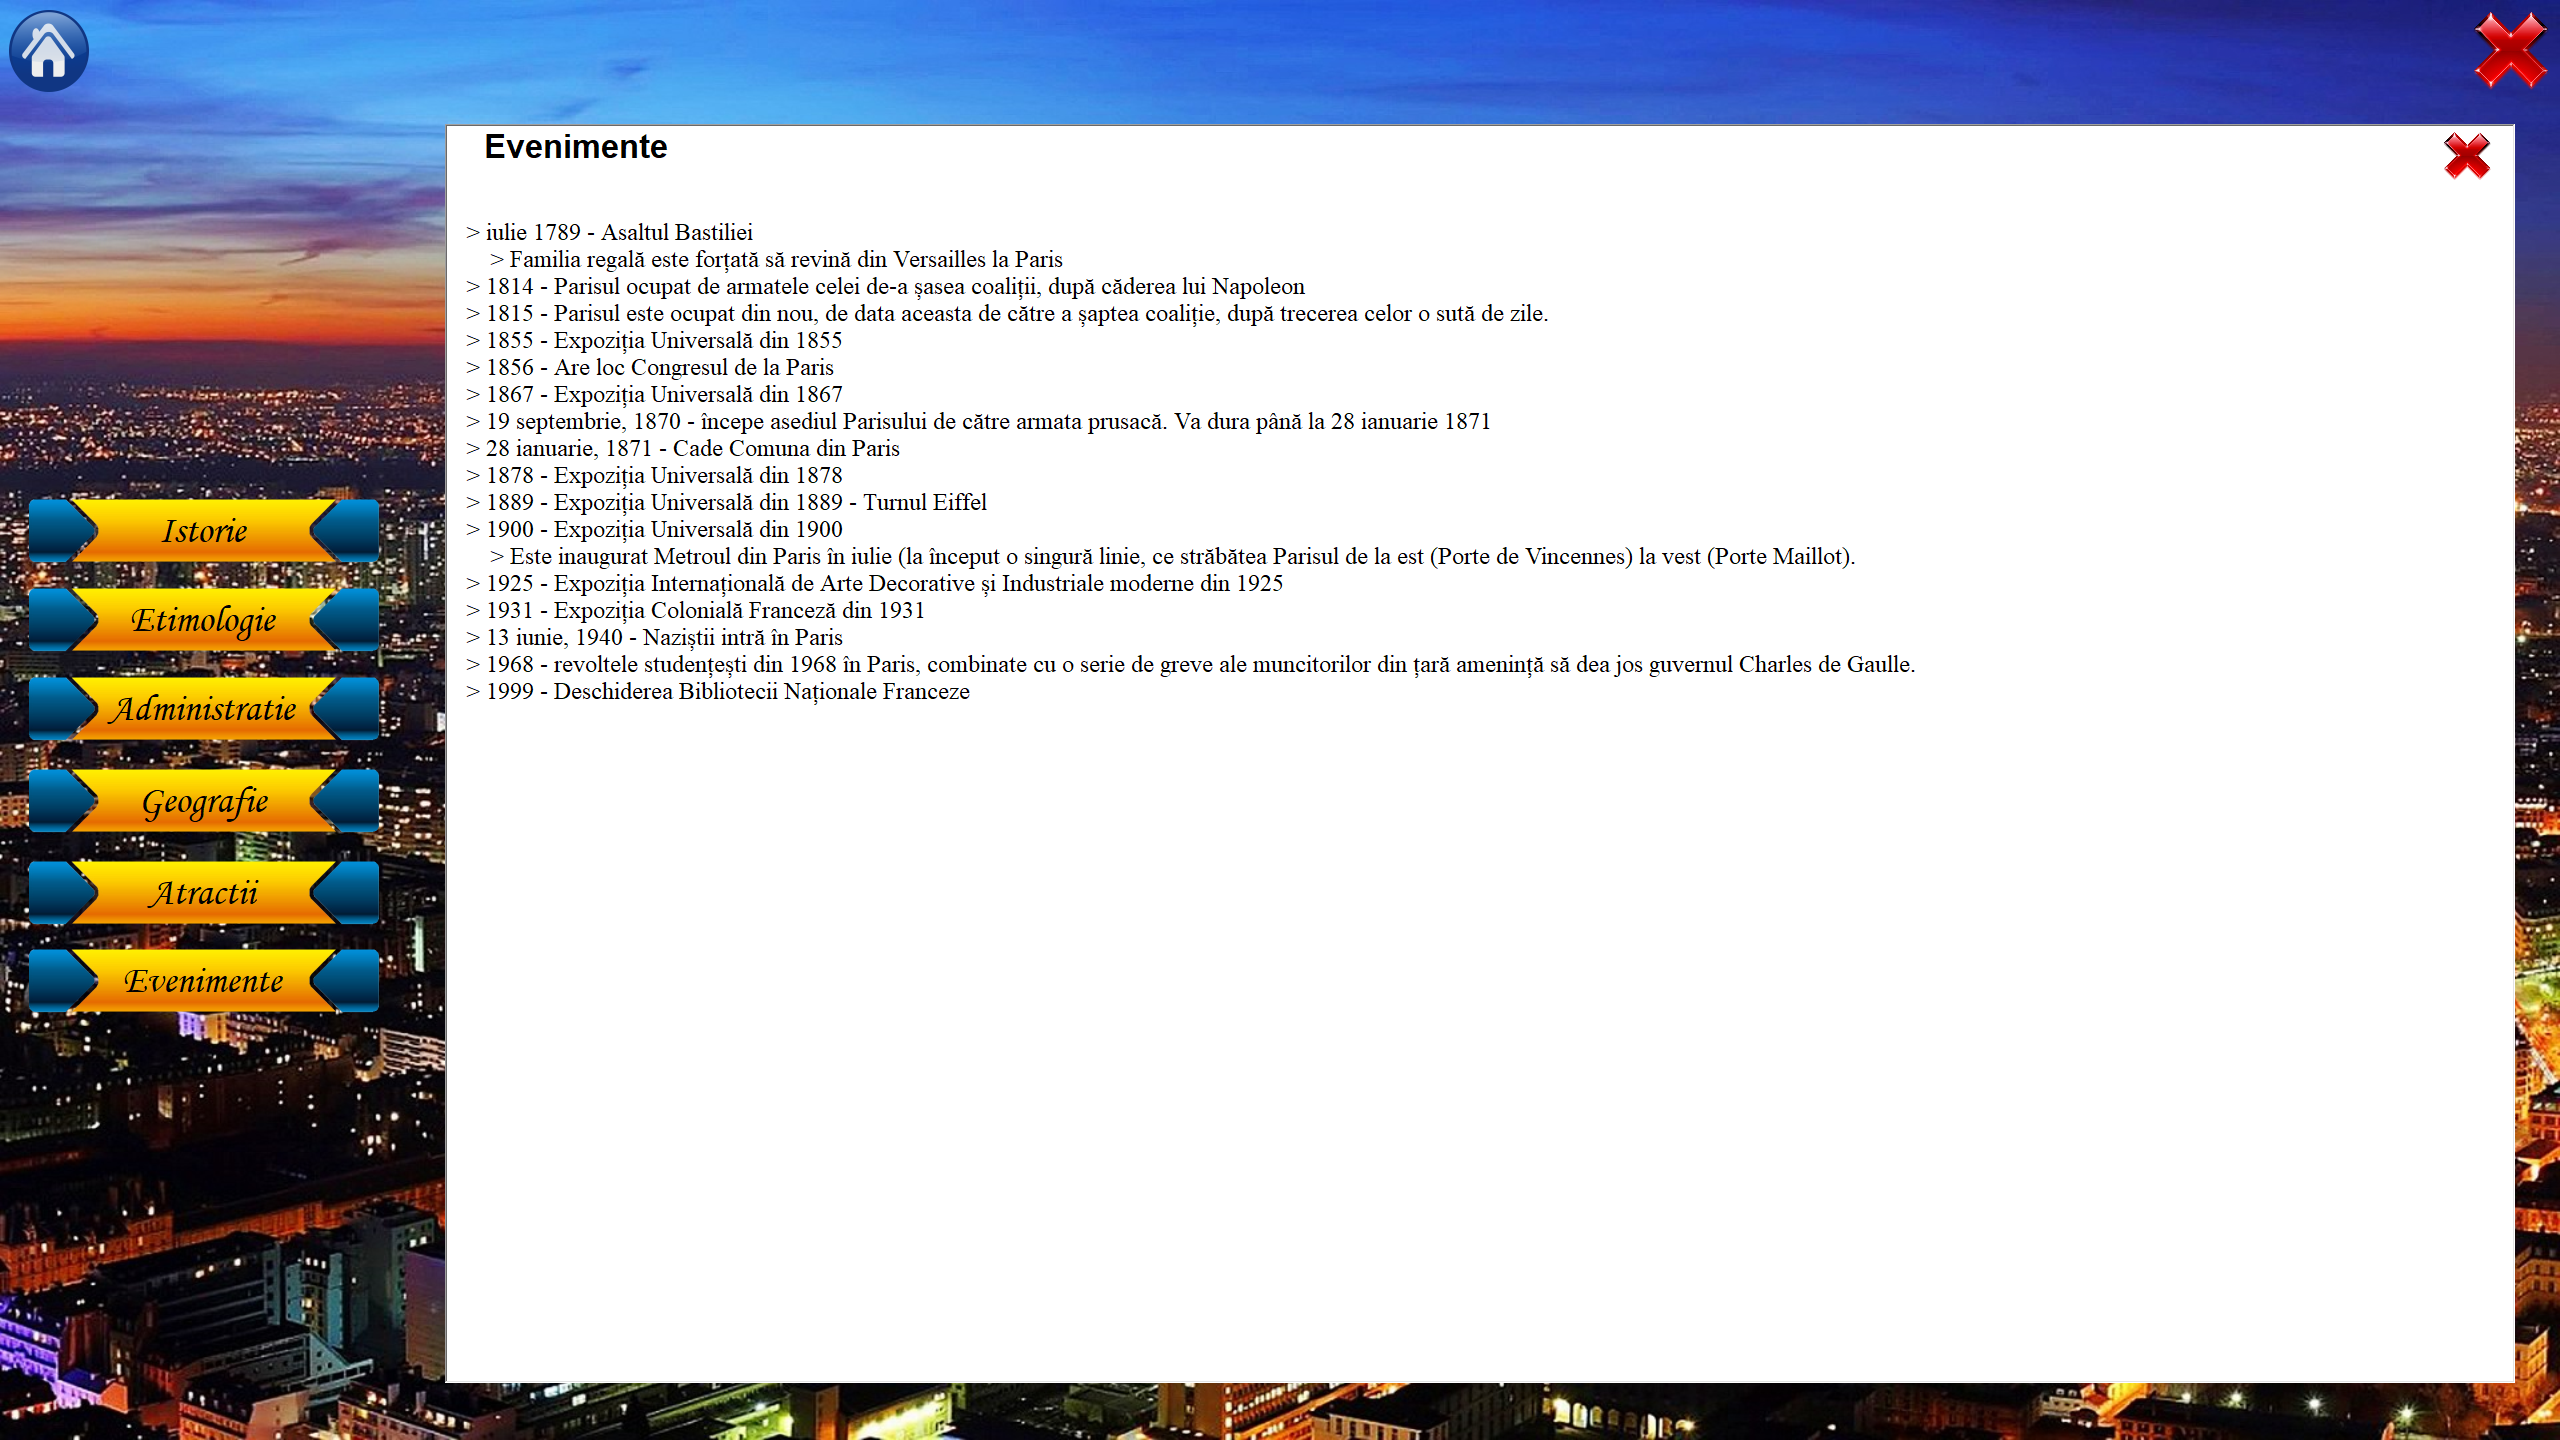 Evenimente
> iulie 1789 - Asaltul Bastiliei
> Familia regală este forțată să revină din Versailles la Paris
> 1814 - Parisul ocupat de armatele celei de-a șasea coaliții, după căderea lui Napoleon
> 1815 - Parisul este ocupat din nou, de data aceasta de către a șaptea coaliție, după trecerea celor o sută de zile.
> 1855 - Expoziția Universală din 1855
> 1856 - Are loc Congresul de la Paris
> 1867 - Expoziția Universală din 1867
> 19 septembrie, 1870 - începe asediul Parisului de către armata prusacă. Va dura până la 28 ianuarie 1871
> 28 ianuarie, 1871 - Cade Comuna din Paris
> 1878 - Expoziția Universală din 1878
> 1889 - Expoziția Universală din 1889 - Turnul Eiffel
> 1900 - Expoziția Universală din 1900
> Este inaugurat Metroul din Paris în iulie (la început o singură linie, ce străbătea Parisul de la est (Porte de Vincennes) la vest (Porte Maillot).
> 1925 - Expoziția Internațională de Arte Decorative și Industriale moderne din 1925
> 1931 - Expoziția Colonială Franceză din 1931
> 13 iunie, 1940 - Naziștii intră în Paris
> 1968 - revoltele studențești din 1968 în Paris, combinate cu o serie de greve ale muncitorilor din țară amenință să dea jos guvernul Charles de Gaulle.
> 1999 - Deschiderea Bibliotecii Naționale Franceze
Istorie
Etimologie
Administratie
Geografie
Atractii
Evenimente